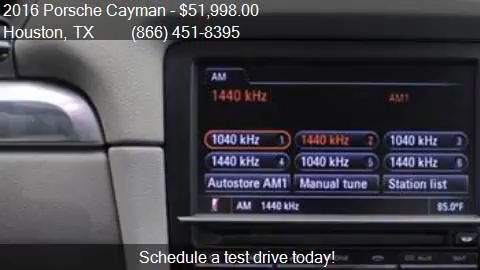 2016 Porsche Cayman - $51,998.00
Houston, TX (866) 451-8395
AM
1440 kHz AM1
1040 kHz 1 1440 kHz 2 1040 kHz 3
1440 kHz 4 1040 kHz 5 1440 kHz 6
Autostore AM1 Manual tune Station list
AM 1440 kHz 85.0°F
Schedule a test drive today!